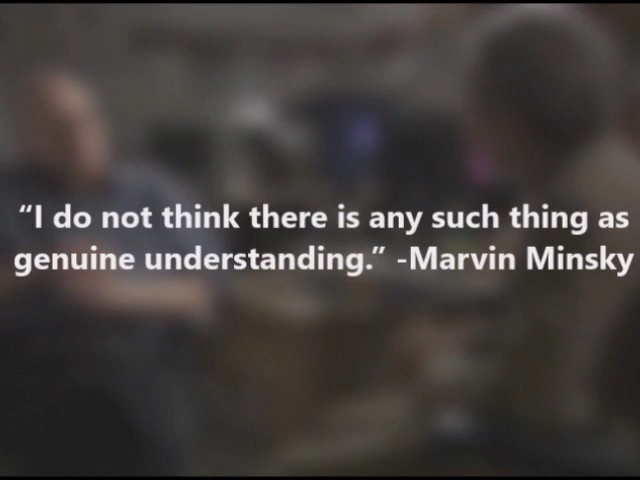 “I do not think there is any such thing as
genuine understanding.” -Marvin Minsky